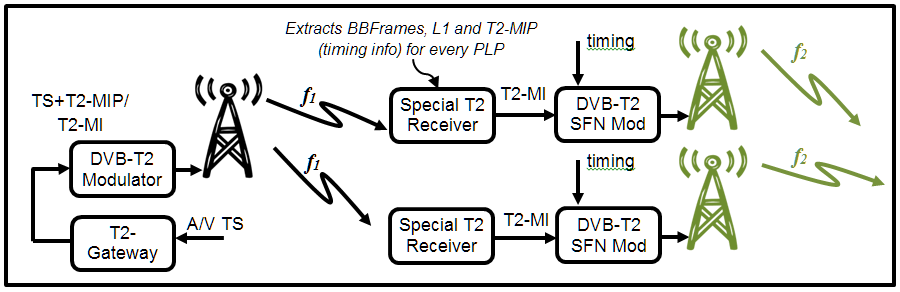 Extracts BBFrames, L1 and T2-MIP
(timing info) for every PLP
TS+T2-MIP/
T2-MI
DVB-T2
Modulator
T2-
Gateway
A/V TS
f1
f1
Special T2
Receiver
T2-MI
timing
DVB-T2
SFN Mod
f2
Special T2
Receiver
T2-MI
timing
DVB-T2
SFN Mod
f2